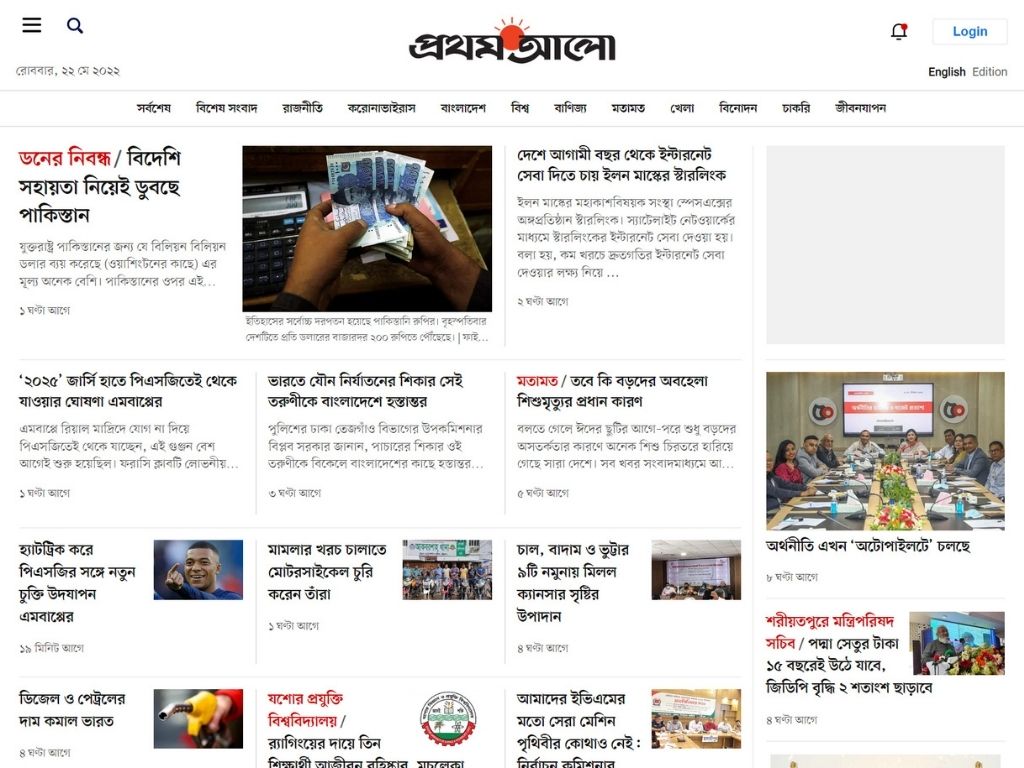 প্রথম আলো
Login
রোববার, ২২ মে ২০২২
English Edition
সর্বশেষ বিশেষ সংবাদ রাজনীতি করোনাভাইরাস বাংলাদেশ বিশ্ব বাণিজ্য মতামত খেলা বিনোদন চাকরি জীবনযাপন
ডনের নিবন্ধ / বিদেশি
সহায়তা নিয়েই ডুবছে
পাকিস্তান
যুক্তরাষ্ট্র পাকিস্তানের জন্য যে বিলিয়ন বিলিয়ন
ডলার ব্যয় করেছে (ওয়াশিংটনের কাছে) এর
মূল্য অনেক বেশি। পাকিস্তানের ওপর এই...
১ ঘণ্টা আগে
ইতিহাসের সর্বোচ্চ দরপতন হয়েছে পাকিস্তানি রুপির। বৃহস্পতিবার
দেশটিতে প্রতি ডলারের বাজারদর ২০০ রুপিতে পৌঁছেছে। | ফাই...
দেশে আগামী বছর থেকে ইন্টারনেট
সেবা দিতে চায় ইলন মাস্কের স্টারলিংক
ইলন মাস্কের মহাকাশবিষয়ক সংস্থা স্পেসএক্সের
অঙ্গপ্রতিষ্ঠান স্টারলিংক। স্যাটেলাইট নেটওয়ার্কের
মাধ্যমে স্টারলিংকের ইন্টারনেট সেবা দেওয়া হয়।
বলা হয়, কম খরচে দ্রুতগতির ইন্টারনেট সেবা
দেওয়ার লক্ষ্য নিয়ে ...
২ ঘণ্টা আগে
‘২০২৫’ জার্সি হাতে পিএসজিতেই থেকে
যাওয়ার ঘোষণা এমবাপ্পের
এমবাপ্পে রিয়াল মাদ্রিদে যোগ না দিয়ে
পিএসজিতেই থেকে যাচ্ছেন, এই গুঞ্জন বেশ
আগেই শুরু হয়েছিল। ফরাসি ক্লাবটি লোভনীয়...
১ ঘণ্টা আগে
ভারতে যৌন নির্যাতনের শিকার সেই
তরুণীকে বাংলাদেশে হস্তান্তর
পুলিশের ঢাকা তেজগাঁও বিভাগের উপকমিশনার
বিপ্লব সরকার জানান, পাচারের শিকার ওই
তরুণীকে বিকেলে বাংলাদেশের কাছে হস্তান্তর...
৩ ঘণ্টা আগে
মতামত / তবে কি বড়দের অবহেলা
শিশুমৃত্যুর প্রধান কারণ
বলতে গেলে ঈদের ছুটির আগে–পরে শুধু বড়দের
অসতর্কতার কারণে অনেক শিশু চিরতরে হারিয়ে
গেছে সারা দেশে। সব খবর সংবাদমাধ্যমে আ...
৫ ঘণ্টা আগে
অর্থনীতি এখন ‘অটোপাইলটে’ চলছে
৮ ঘণ্টা আগে
হ্যাটট্রিক করে
পিএসজির সঙ্গে নতুন
চুক্তি উদযাপন
এমবাপ্পের
১৯ মিনিট আগে
মামলার খরচ চালাতে
মোটরসাইকেল চুরি
করেন তাঁরা
১ ঘণ্টা আগে
চাল, বাদাম ও ভুট্টার
৯টি নমুনায় মিলল
ক্যানসার সৃষ্টির
উপাদান
৪ ঘণ্টা আগে
শরীয়তপুরে মন্ত্রিপরিষদ
সচিব / পদ্মা সেতুর টাকা
১৫ বছরেই উঠে যাবে,
জিডিপি বৃদ্ধি ২ শতাংশ ছাড়াবে
৪ ঘণ্টা আগে
ডিজেল ও পেট্রলের
দাম কমাল ভারত
৪ ঘণ্টা আগে
যশোর প্রযুক্তি
বিশ্ববিদ্যালয় /
র‍্যাগিংয়ের দায়ে তিন
শিক্ষার্থী আজীবন বহিষ্কার, মুচলেকা
আমাদের ইভিএমের
মতো সেরা মেশিন
পৃথিবীর কোথাও নেই :
নির্বাচন কমিশনার